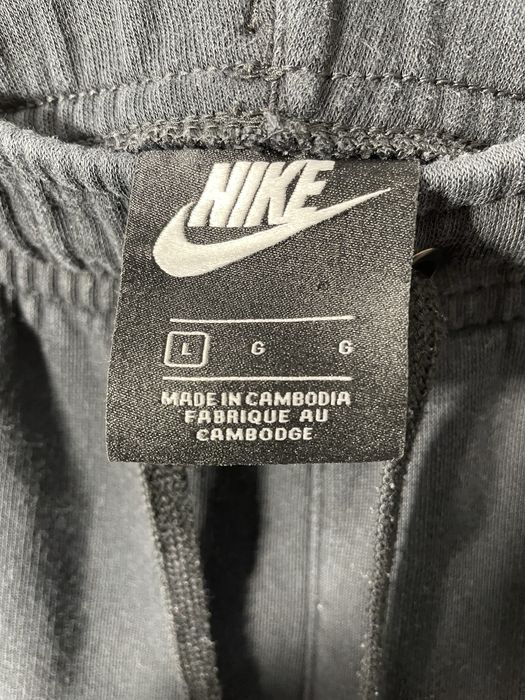 NIKE
L G G
MADE IN CAMBODIA
FABRIQUE AU
CAMBODGE